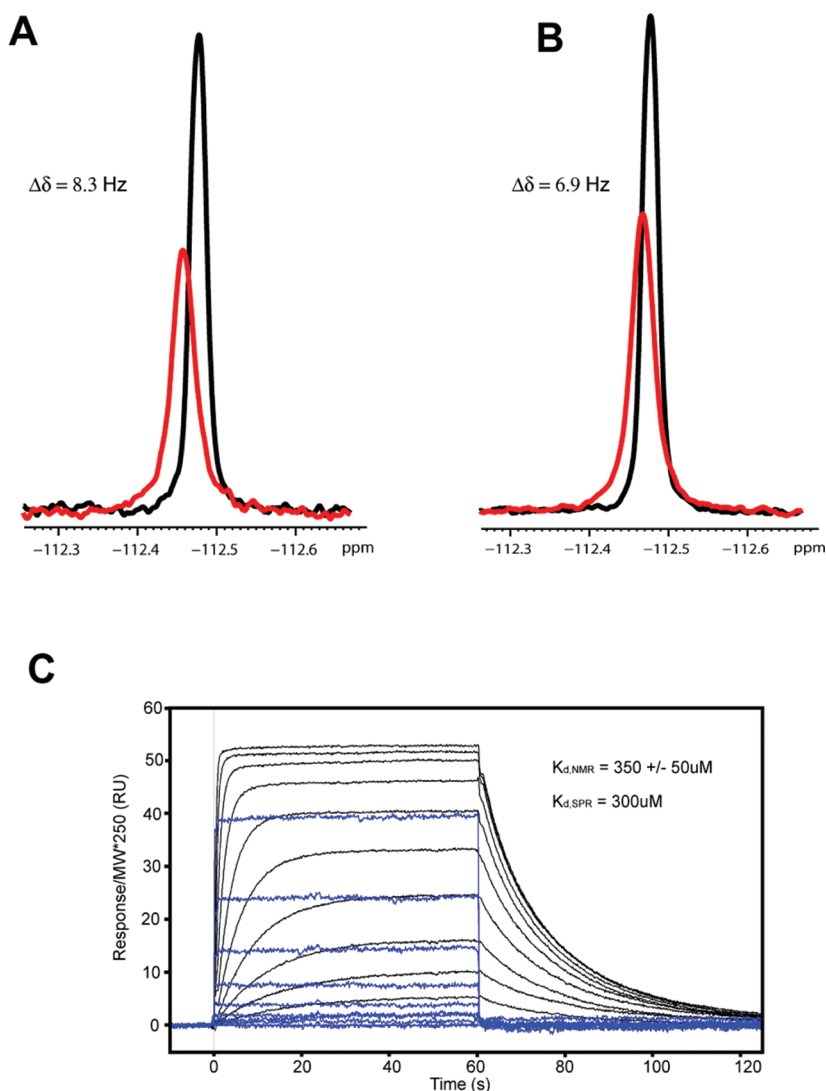 A
B
Δδ = 8.3 Hz
Δδ = 6.9 Hz
−112.3 −112.4 −112.5 −112.6 ppm
−112.3 −112.4 −112.5 −112.6 ppm
C
60
50
40
30
20
10
0
Response/MW*250 (RU)
Kd,NMR = 350 +/- 50uM
Kd,SPR = 300uM
0 20 40 60 80 100 120
Time (s)